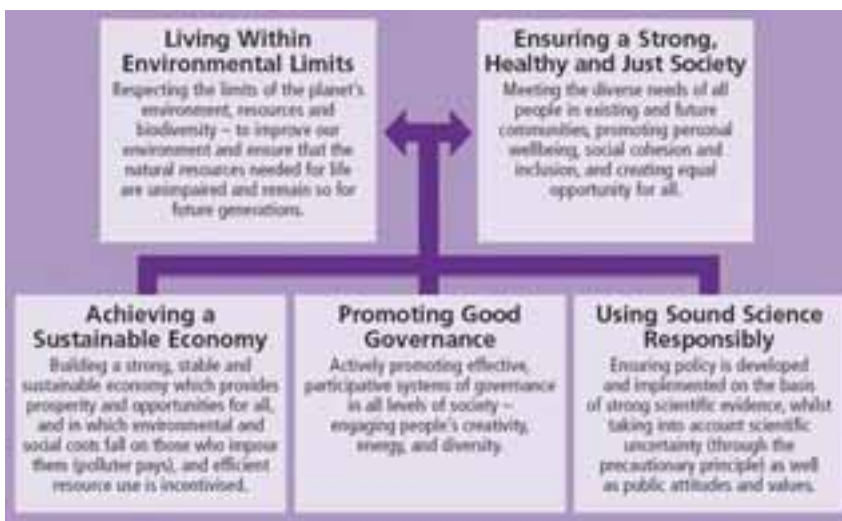 Living Within
Environmental Limits
Respecting the limits of the planet's
environment, resources and
biodiversity – to improve our
environment and ensure that the
natural resources needed for life
are unimpaired and remain so for
future generations.
Ensuring a Strong,
Healthy and Just Society
Meeting the diverse needs of all
people in existing and future
communities, promoting personal
wellbeing, social cohesion and
inclusion, and creating equal
opportunity for all.
Achieving a
Sustainable Economy
Building a strong, stable and
sustainable economy which provides
prosperity and opportunities for all,
and in which environmental and
social costs fall on those who impose
them (polluter pays), and efficient
resource use is incentivised.
Promoting Good
Governance
Actively promoting effective,
participative systems of governance
in all levels of society –
engaging people's creativity,
energy, and diversity.
Using Sound Science
Responsibly
Ensuring policy is developed
and implemented on the basis
of strong scientific evidence, whilst
taking into account scientific
uncertainty (through the
precautionary principle) as well
as public attitudes and values.